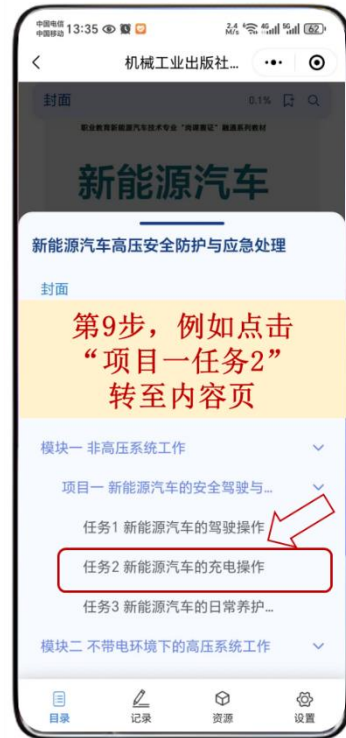 中国电信
中国移动 13:35 2.4 M/s 4G 5G 62
机械工业出版社...
封面 0.1%
职业教育新能源汽车技术专业“岗课赛证”融通系列教材
新能源汽车
新能源汽车高压安全防护与应急处理
封面
第9步，例如点击
“项目一任务2”
转至内容页
模块一 非高压系统工作
项目一 新能源汽车的安全驾驶与...
任务1 新能源汽车的驾驶操作
任务2 新能源汽车的充电操作
任务3 新能源汽车的日常养护...
模块二 不带电环境下的高压系统工作
目录 记录 资源 设置